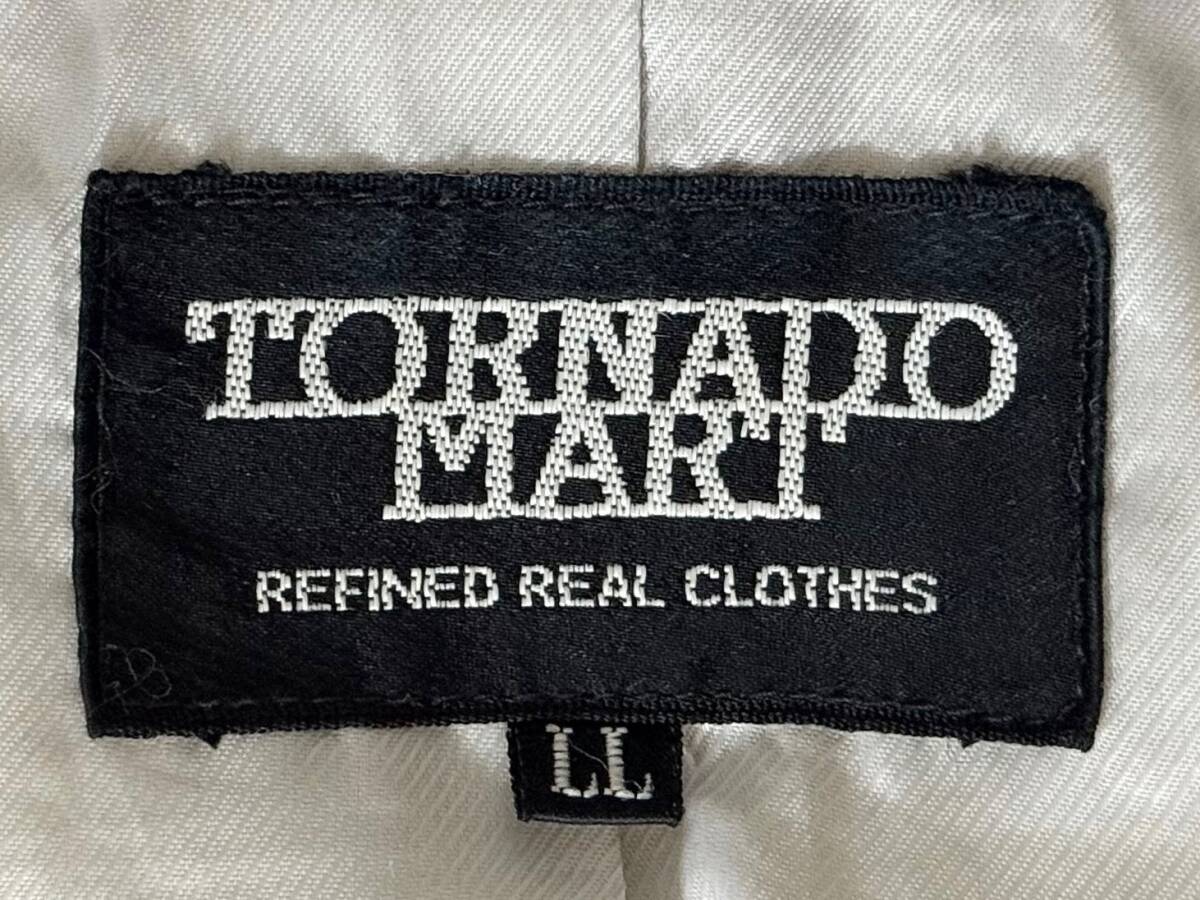 TORNADO
MART
REFINED REAL CLOTHES
LL